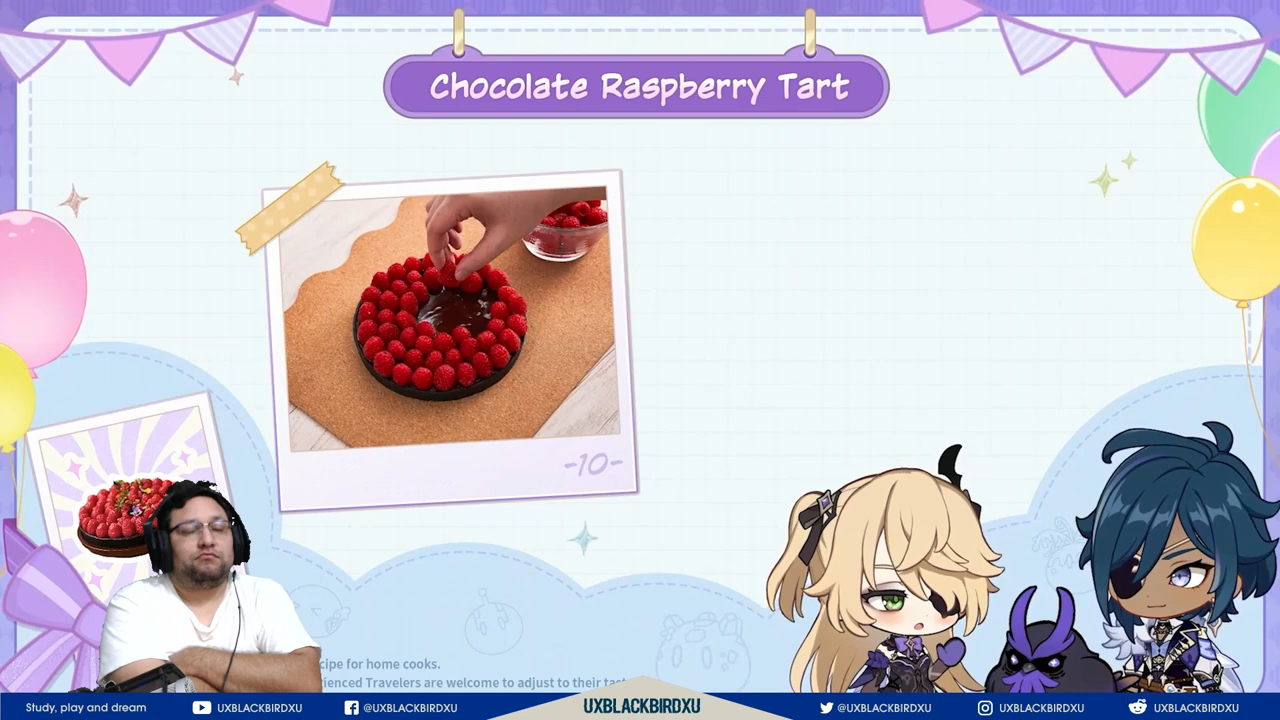 Chocolate Raspberry Tart
-10-
cipe for home cooks.
ienced Travelers are welcome to adjust to their tast
Study, play and dream
UXBLACKBIRDXU
@UXBLACKBIRDXU
UXBLACKBIRDXU
@UXBLACKBIRDXU
UXBLACKBIRDXU
UXBLACKBIRDXU